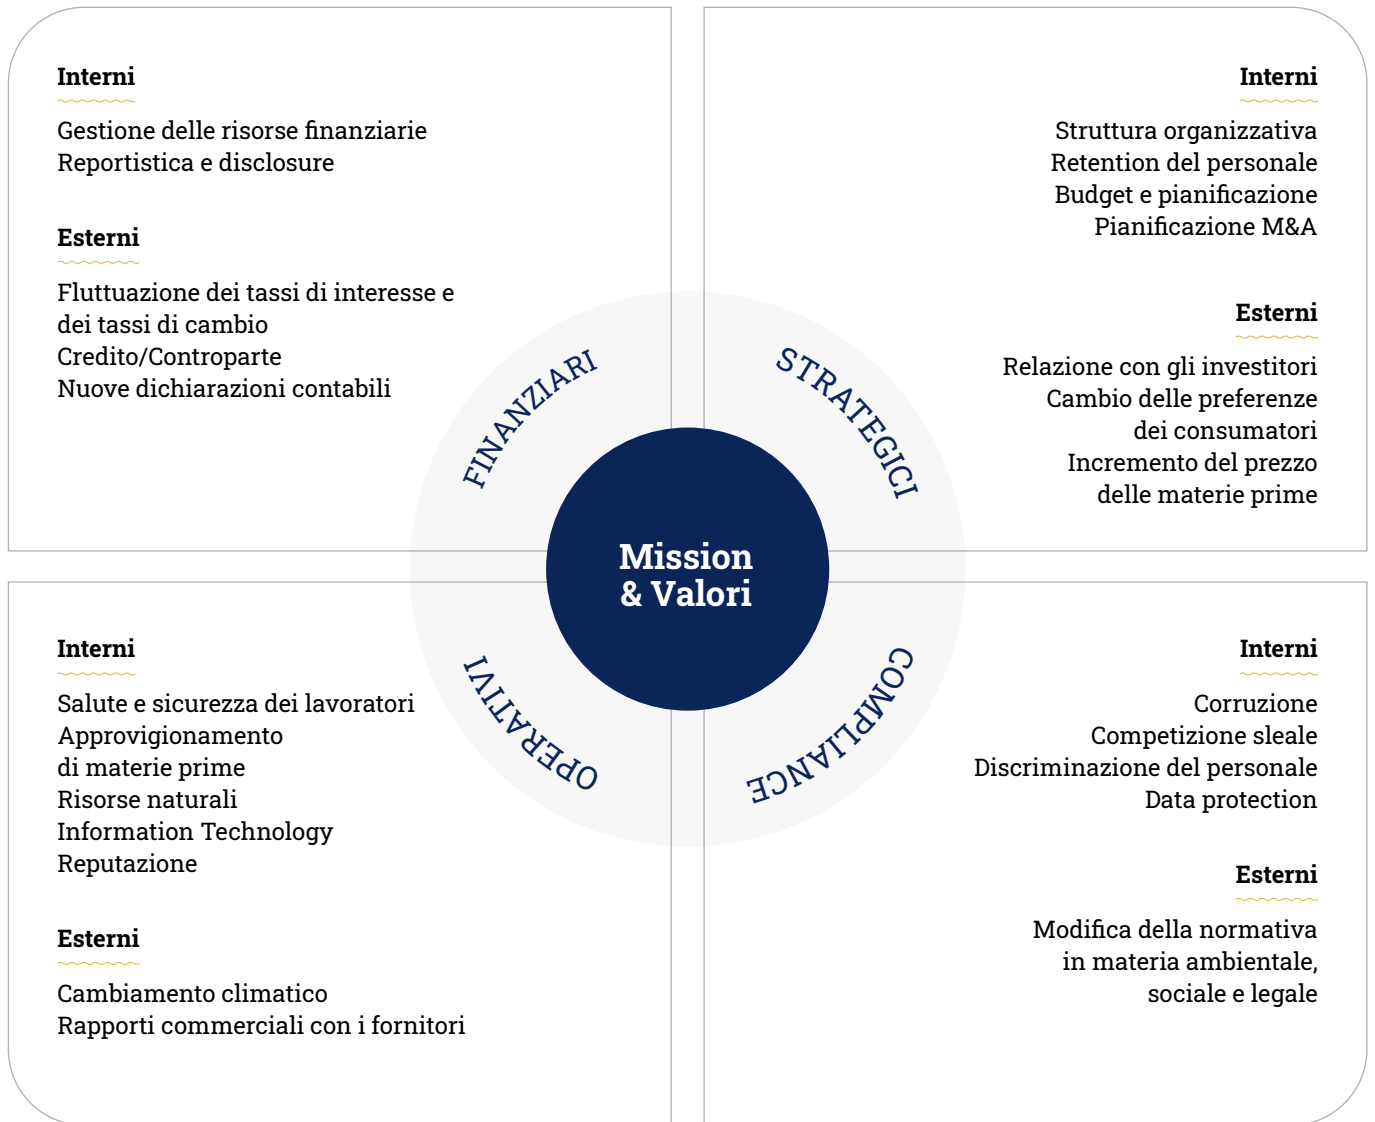 Interni
Gestione delle risorse finanziarie
Reportistica e disclosure
Esterni
Fluttuazione dei tassi di interesse e
dei tassi di cambio
Credito/Controparte
Nuove dichiarazioni contabili
FINANZIARI
Interni
Struttura organizzativa
Retention del personale
Budget e pianificazione
Pianificazione M&A
Esterni
Relazione con gli investitori
Cambio delle preferenze
dei consumatori
Incremento del prezzo
delle materie prime
STRATEGICI
Mission
& Valori
Interni
Salute e sicurezza dei lavoratori
Approvigionamento
di materie prime
Risorse naturali
Information Technology
Reputazione
Esterni
Cambiamento climatico
Rapporti commerciali con i fornitori
OPERATIVI
Interni
Corruzione
Competizione sleale
Discriminazione del personale
Data protection
Esterni
Modifica della normativa
in materia ambientale,
sociale e legale
COMPLIANCE